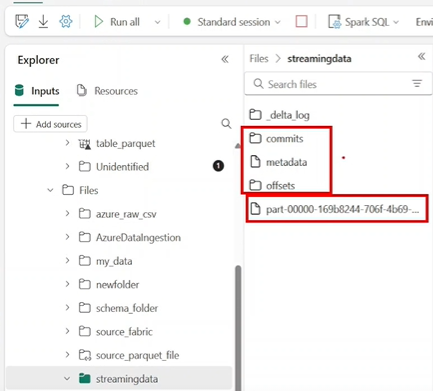 Run all
Standard session
Spark SQL
Envi
Explorer
Inputs
Resources
Add sources
table_parquet
Unidentified
1
Files
azure_raw_csv
AzureDataIngestion
my_data
newfolder
schema_folder
source_fabric
source_parquet_file
streamingdata
Files > streamingdata
Search files
_delta_log
commits
metadata
offsets
part-00000-169b8244-706f-4b69-...